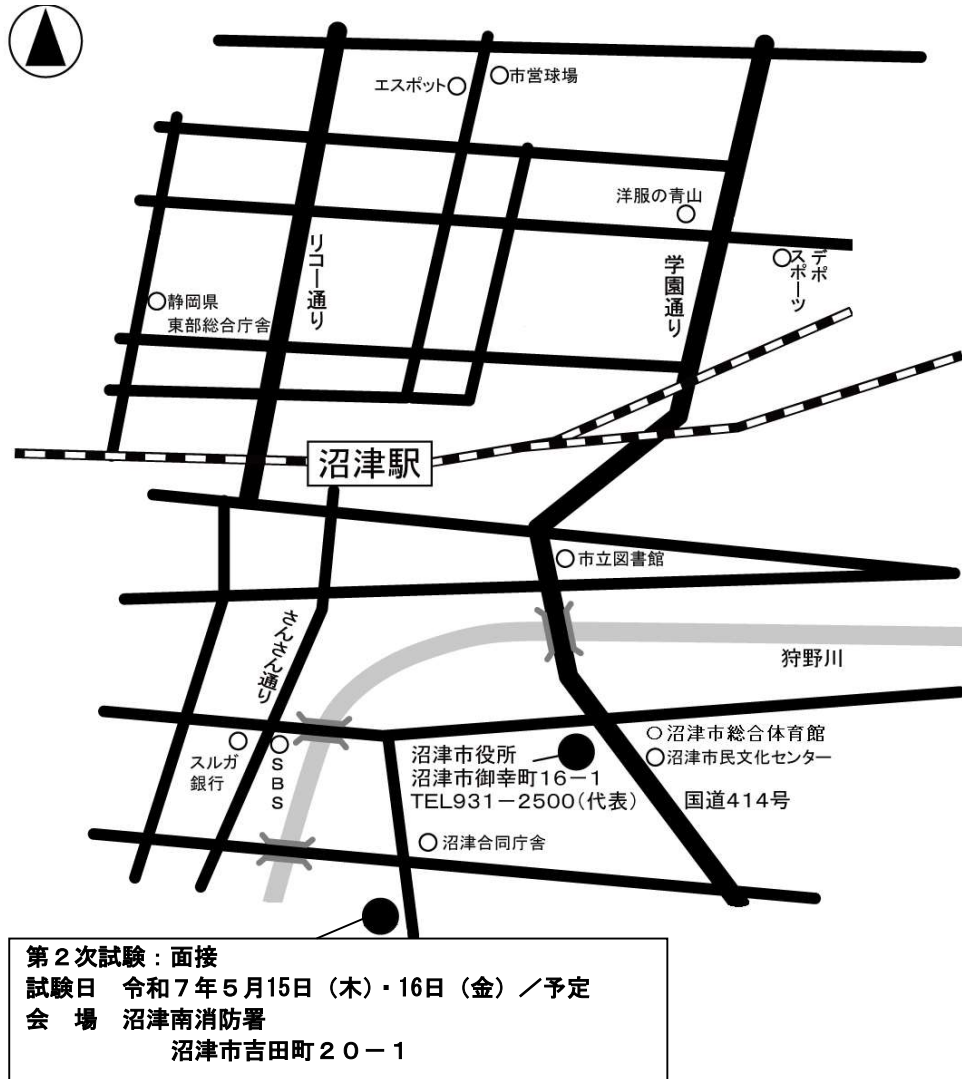 エスポット
市営球場
洋服の青山
リコー通り
学園通り
デポ
スポーツ
静岡県
東部総合庁舎
沼津駅
市立図書館
さんさん通り
狩野川
スルガ
銀行
SBS
沼津市役所
沼津市御幸町16－1
TEL931－2500(代表)
沼津市総合体育館
沼津市民文化センター
国道414号
沼津合同庁舎
第２次試験：面接
試験日　令和７年５月15日（木）・16日（金）／予定
会　場　沼津南消防署
沼津市吉田町２０－１